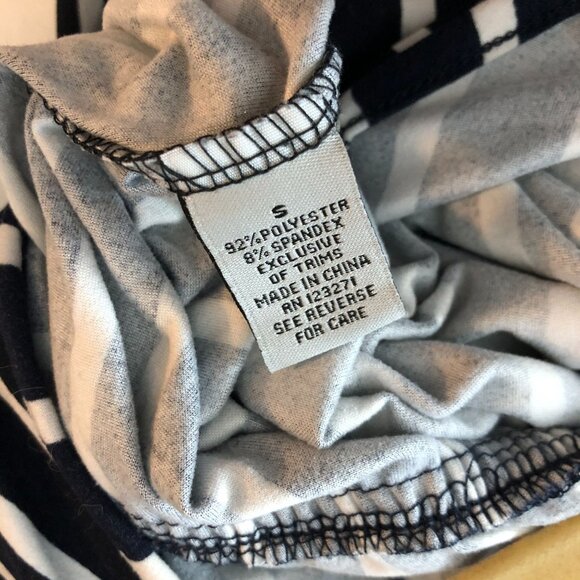 S
92% POLYESTER
8% SPANDEX
EXCLUSIVE
OF TRIMS
MADE IN CHINA
RN 123271
SEE REVERSE
FOR CARE